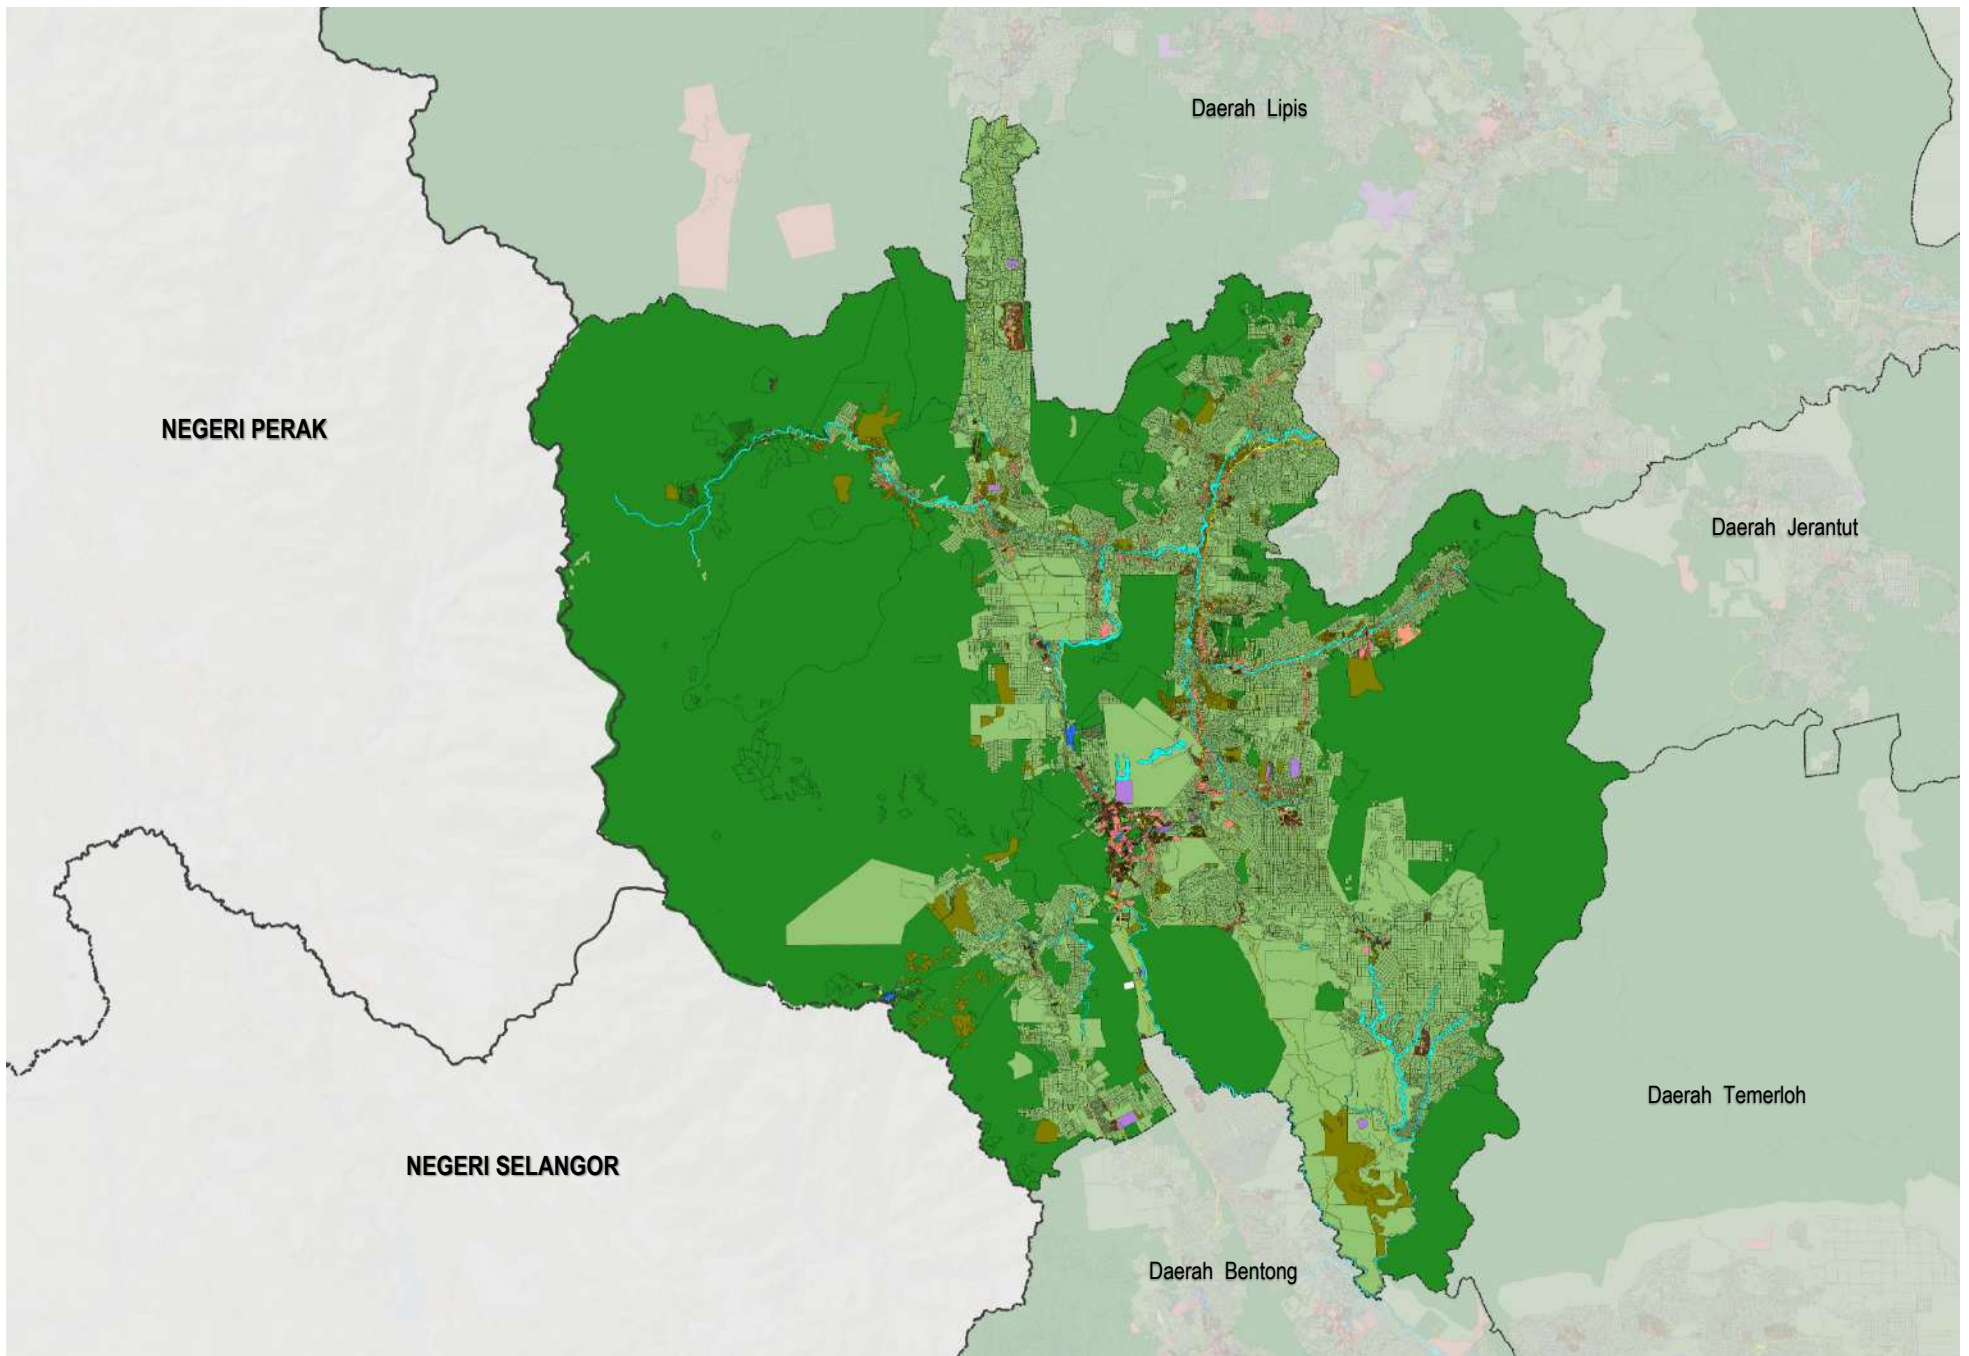 Daerah Lipis
NEGERI PERAK
Daerah Jerantut
Daerah Temerloh
NEGERI SELANGOR
Daerah Bentong